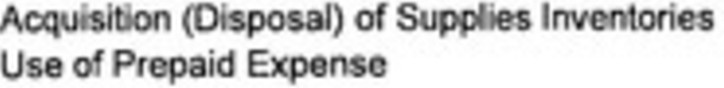 Acquisition (Disposal) of Supplies Inventories
Use of Prepaid Expense